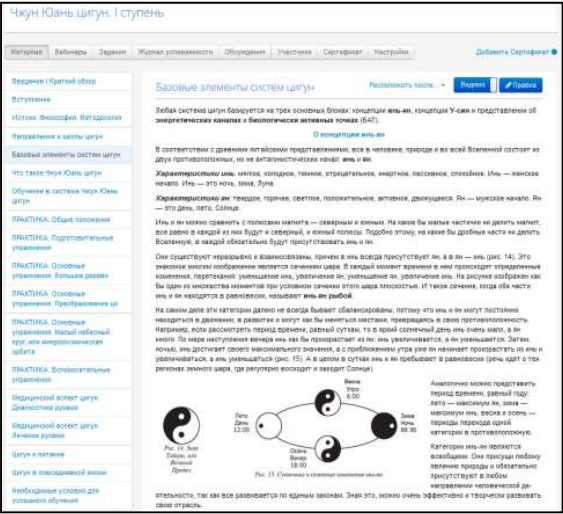 Чжун Юань цигун. I ступень
Материал Вебинары Задания Журнал успеваемости Обсуждения Участники Сертификат Настройки Добавить Сертификат
Введение / Краткий обзор
Вступление
Истоки. Философия. Методология
Направления и школы цигун
Базовые элементы систем цигун
Что такое Чжун Юань цигун
Обучение в системе Чжун Юань
цигун
ПРАКТИКА. Общие положения
ПРАКТИКА. Подготовительные
упражнения
ПРАКТИКА. Основные
упражнения. Большое дерево
ПРАКТИКА. Основные
упражнения. Преобразование ци
ПРАКТИКА. Основные
упражнения. Малый небесный
круг, или микрокосмическая
орбита
ПРАКТИКА. Вспомогательные
упражнения
Медицинский аспект цигун.
Диагностика руками
Медицинский аспект цигун.
Лечение руками
Цигун и питание
Цигун в повседневной жизни
Необходимые условия для
успешного обучения
Базовые элементы систем цигун Расположить после... Видимо Правка
Любая система цигун базируется на трех основных блоках: концепции инь-ян, концепции У-син и представлении об
энергетических каналах и биологически активных точках (БАТ).
О концепции инь-ян
В соответствии с древними китайскими представлениями, все в человеке, природе и во всей Вселенной состоит из
двух противоположных, но не антагонистических начал: инь и ян.
Характеристики инь: мягкое, холодное, темное, отрицательное, инертное, пассивное, спокойное. Инь — женское
начало. Инь — это ночь, зима, Луна.
Характеристики ян: твердое, горячее, светлое, положительное, активное, движущееся. Ян — мужское начало. Ян
— это день, лето, Солнце.
Инь и ян можно сравнить с полюсами магнита — северным и южным. На какие бы малые частички ни делить магнит,
все равно в каждой из них будут и северный, и южный полюсы. Подобно этому, на какие бы дробные части ни делить
Вселенную, в каждой обязательно будут присутствовать инь и ян.
Они существуют неразрывно и взаимосвязаны, причем в инь всегда присутствует ян, а в ян — инь (рис. 14). Это
знакомое многим изображение является сечением шара. В каждый момент времени в нем происходят определенные
изменения, перетекания: уменьшение инь, увеличение ян; уменьшение ян, увеличение инь. На рисунке изображен как
бы один из множества моментов при условном сечении этого шара плоскостью. И такое сечение, когда обе части
инь и ян находятся в равновесии, называют инь-ян рыбой.
На самом деле эти категории далеко не всегда бывают сбалансированы, потому что инь и ян могут постоянно
находиться в движении, в развитии и могут как бы меняться местами, превращаясь в свою противоположность.
Например, если рассмотреть период времени, равный суткам, то в яркий солнечный день инь очень мало, а ян
много. По мере наступления вечера инь как бы прорастает из ян: инь увеличивается, а ян уменьшается. Затем,
ночью, инь достигает своего максимального значения, а с приближением утра уже ян начинает прорастать из инь и
увеличиваться, а инь уменьшаться (рис. 15). А в целом в сутках инь и ян пребывают в равновесии (речь идет о тех
регионах земного шара, где регулярно восходит и заходит Солнце).
Весна
Утро
6:00
Лето
День
12:00
Зима
Ночь
00:00
Осень
Вечер
18:00
Рис. 14. Знак
Тайцзи, или
Великий
Предел
Рис. 15. Суточные и сезонные изменения инь-ян.
Аналогично можно представить
период времени, равный году:
лето — максимум ян, зима —
максимум инь, весна и осень —
периоды перехода одной
категории в противоположную.
Категории инь-ян являются
всеобщими. Они присущи любому
явлению природы и обязательно
присутствуют в любом
направлении человеческой де-
ятельности, так как все развивается по единым законам. Зная это, можно очень эффективно и творчески развивать
свою отрасль.